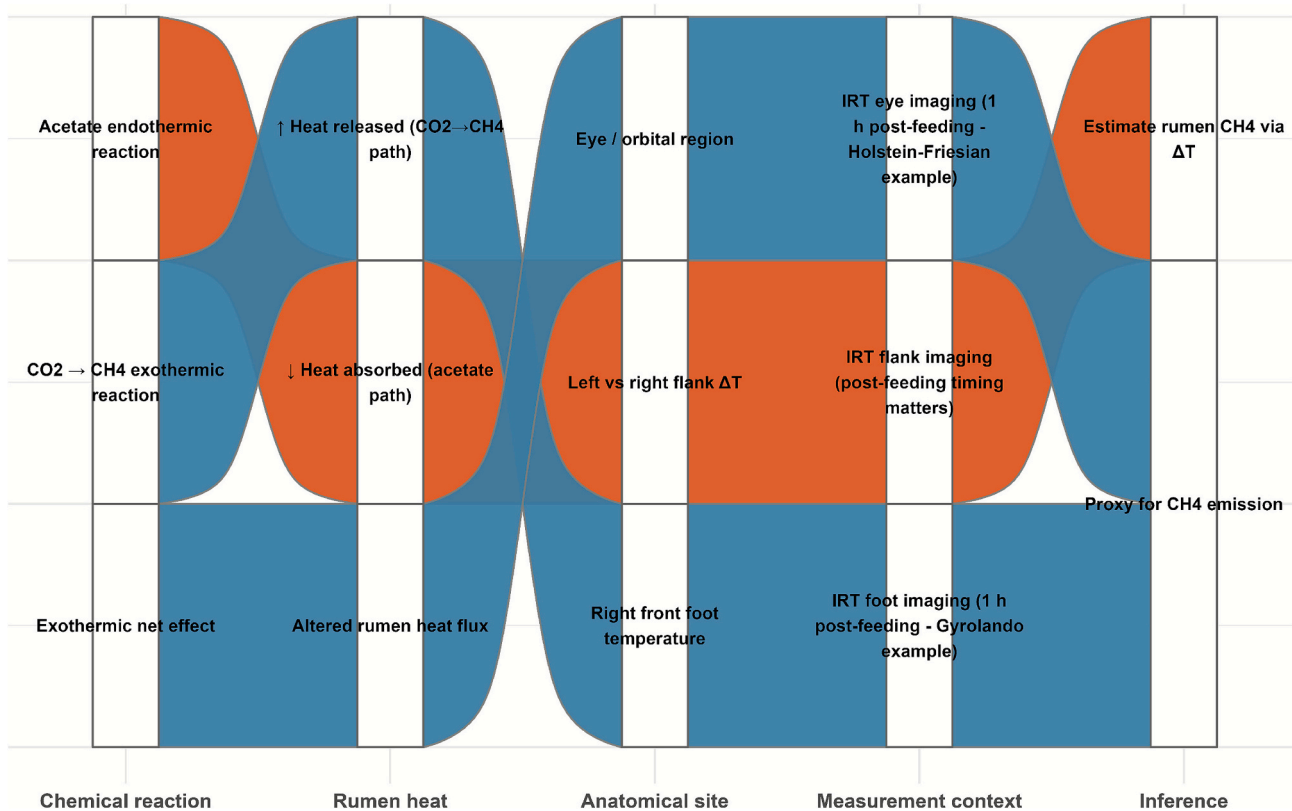 Acetate endothermic
reaction
↑ Heat released (CO2→CH4
path)
Eye / orbital region
IRT eye imaging (1
h post-feeding -
Holstein-Friesian
example)
Estimate rumen CH4 via
ΔT
CO2 → CH4 exothermic
reaction
↓ Heat absorbed (acetate
path)
Left vs right flank ΔT
IRT flank imaging
(post-feeding timing
matters)
Proxy for CH4 emission
Exothermic net effect
Altered rumen heat flux
Right front foot
temperature
IRT foot imaging (1 h
post-feeding - Gyrolando
example)
Chemical reaction
Rumen heat
Anatomical site
Measurement context
Inference